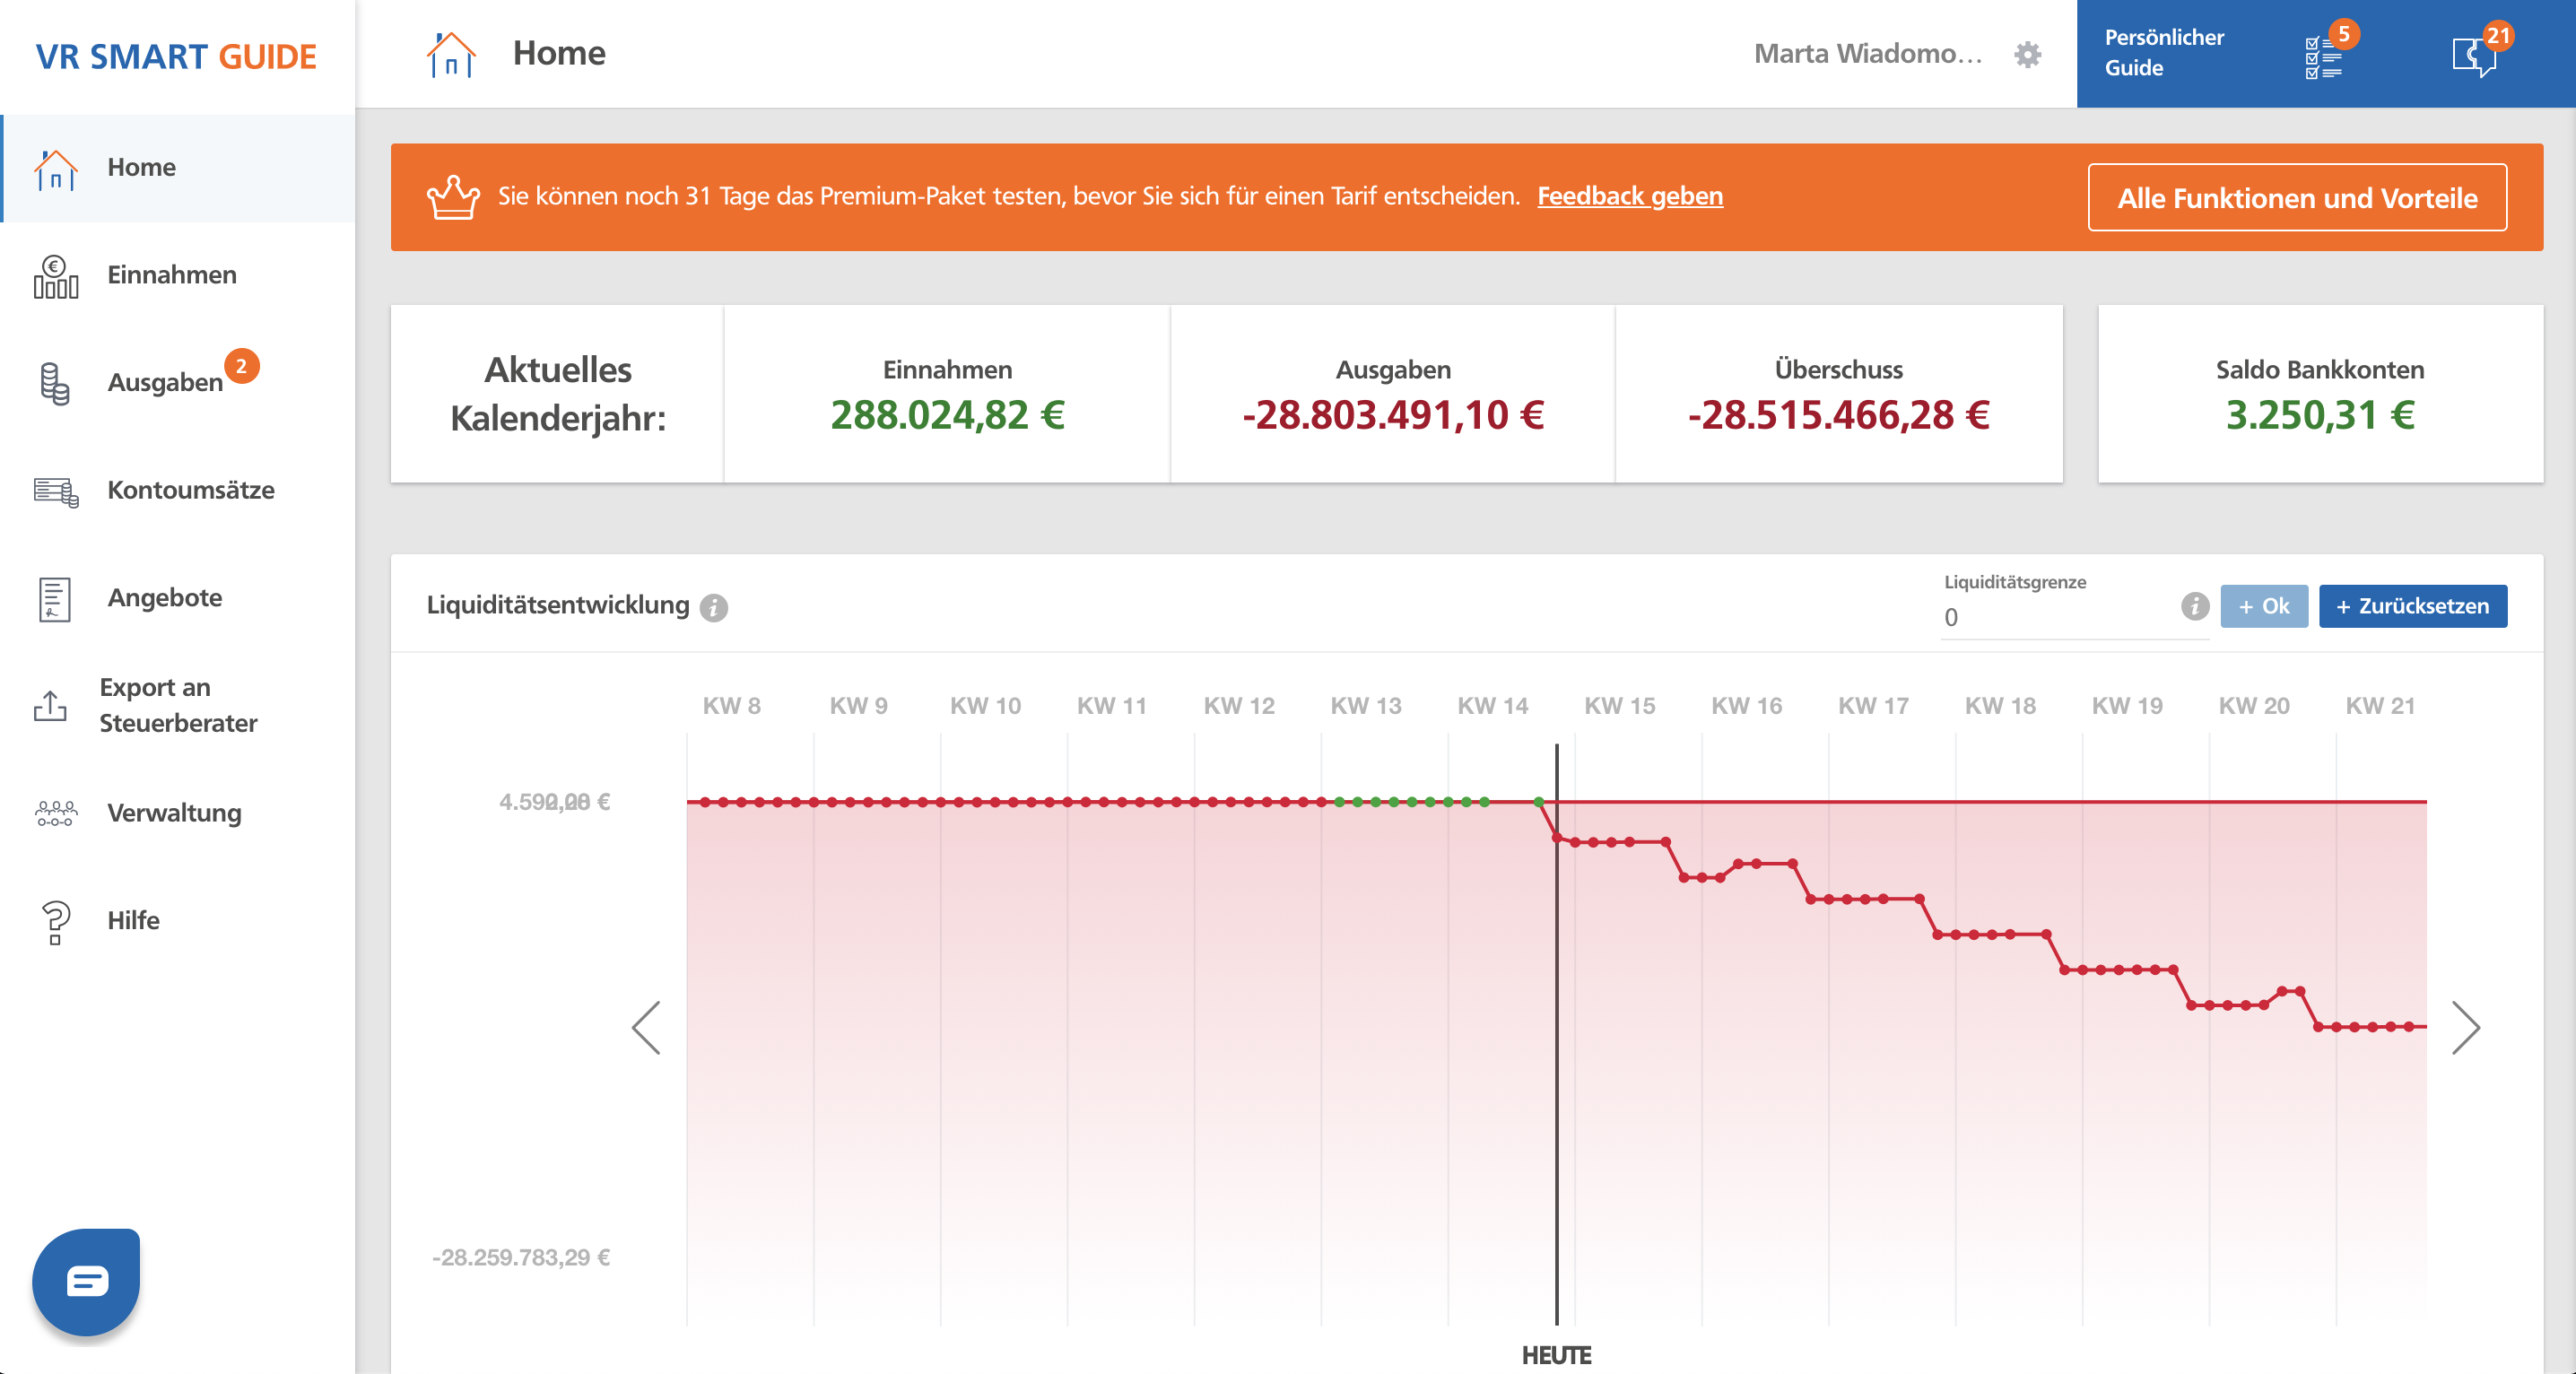 VR SMART GUIDE
Home
Marta Wiadomo...
Persönlicher
Guide
5
21
Home
Einnahmen
Ausgaben
2
Kontoumsätze
Angebote
Export an
Steuerberater
Verwaltung
Hilfe
Sie können noch 31 Tage das Premium-Paket testen, bevor Sie sich für einen Tarif entscheiden. Feedback geben
Alle Funktionen und Vorteile
Aktuelles
Kalenderjahr:
Einnahmen
288.024,82 €
Ausgaben
-28.803.491,10 €
Überschuss
-28.515.466,28 €
Saldo Bankkonten
3.250,31 €
Liquiditätsentwicklung
Liquiditätsgrenze
0
+ Ok
+ Zurücksetzen
KW 8
KW 9
KW 10
KW 11
KW 12
KW 13
KW 14
KW 15
KW 16
KW 17
KW 18
KW 19
KW 20
KW 21
-28.259.783,29 €
HEUTE